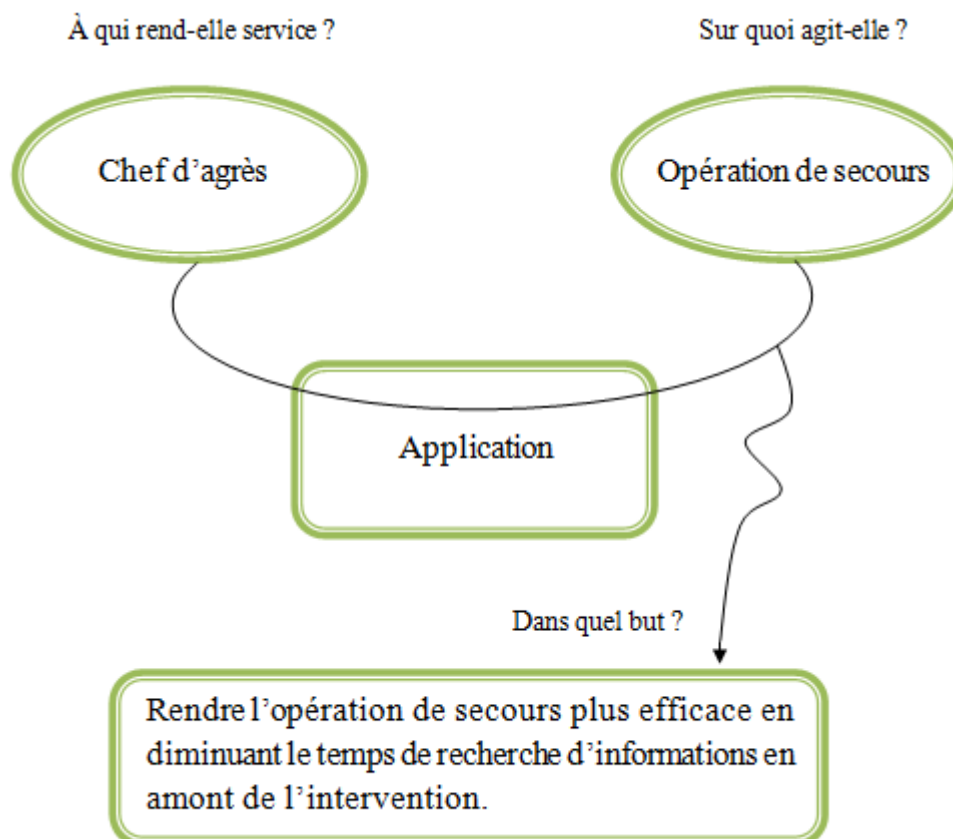 À qui rend-elle service ?
Sur quoi agit-elle ?
Chef d’agrès
Opération de secours
Application
Dans quel but ?
Rendre l’opération de secours plus efficace en
diminuant le temps de recherche d’informations en
amont de l’intervention.